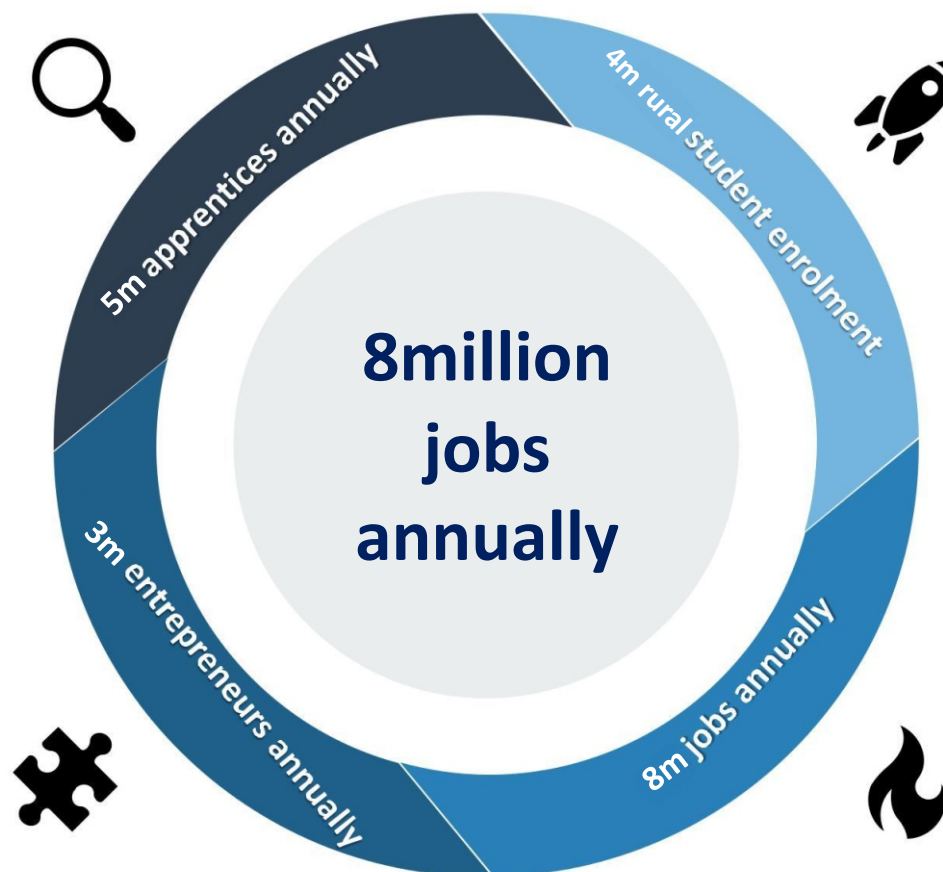 5m apprentices annually
4m rural student enrolment
8million
jobs
annually
3m entrepreneurs annually
8m jobs annually